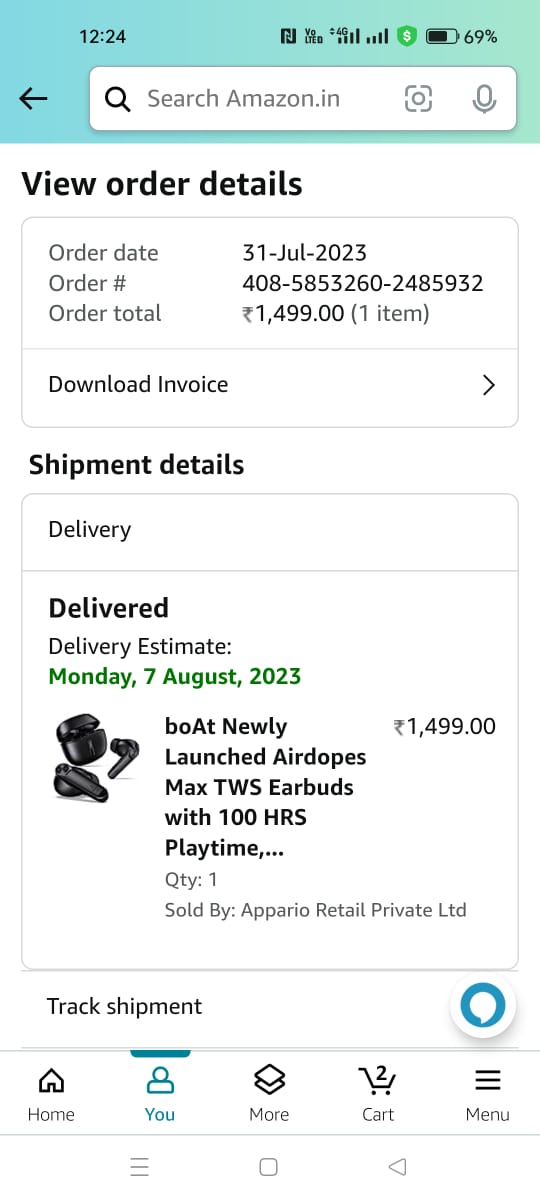 12:24
Vo
LTED
4G
$
69%
Search Amazon.in
View order details
Order date 31-Jul-2023
Order # 408-5853260-2485932
Order total ₹1,499.00 (1 item)
Download Invoice
Shipment details
Delivery
Delivered
Delivery Estimate:
Monday, 7 August, 2023
boAt Newly ₹1,499.00
Launched Airdopes
Max TWS Earbuds
with 100 HRS
Playtime,...
Qty: 1
Sold By: Appario Retail Private Ltd
Track shipment
2
Home You More Cart Menu